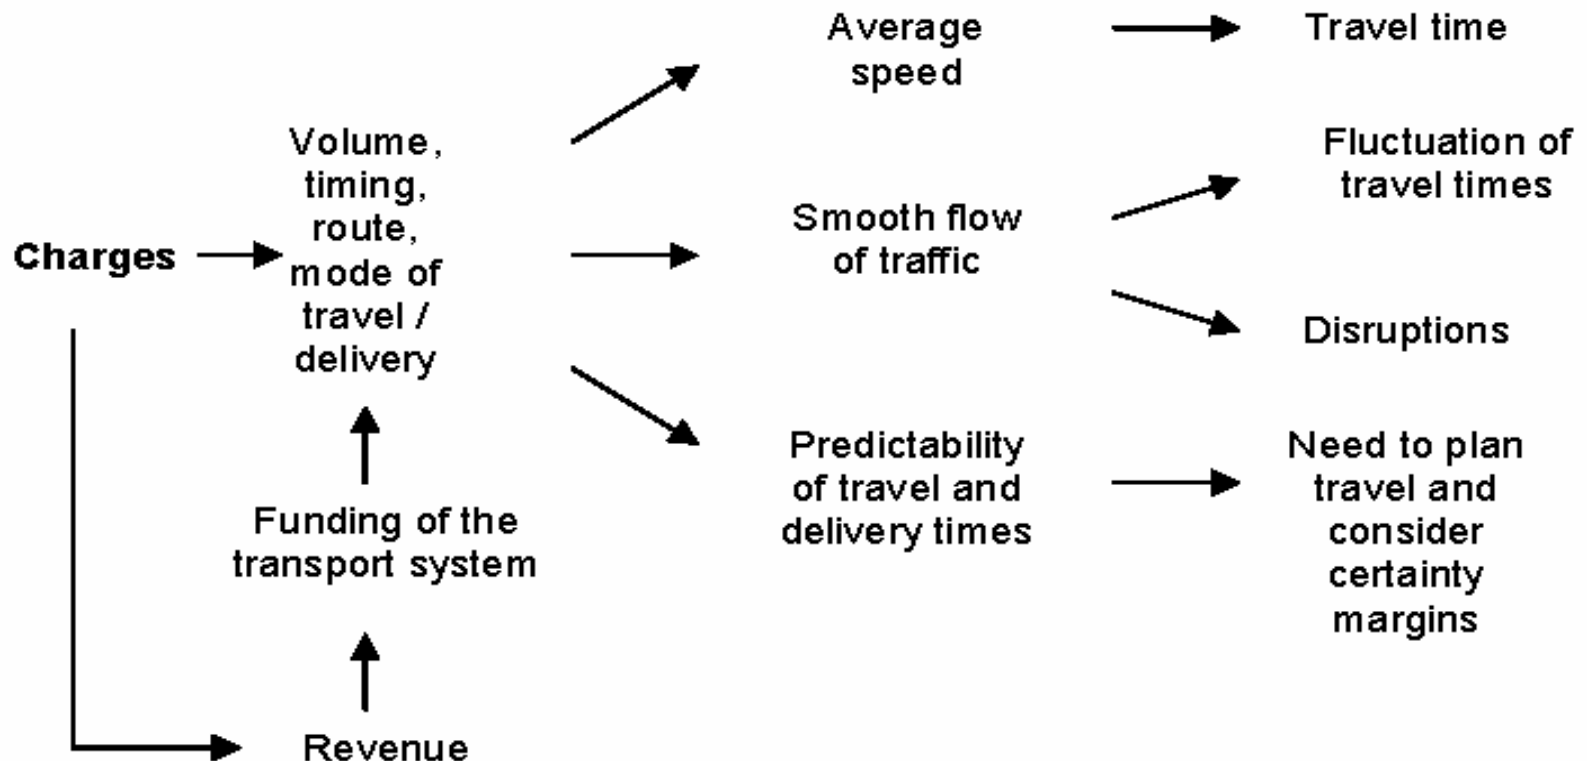 Charges
Volume,
timing,
route,
mode of
travel /
delivery
Funding of the
transport system
Revenue
Average
speed
Smooth flow
of traffic
Predictability
of travel and
delivery times
Travel time
Fluctuation of
travel times
Disruptions
Need to plan
travel and
consider
certainty
margins